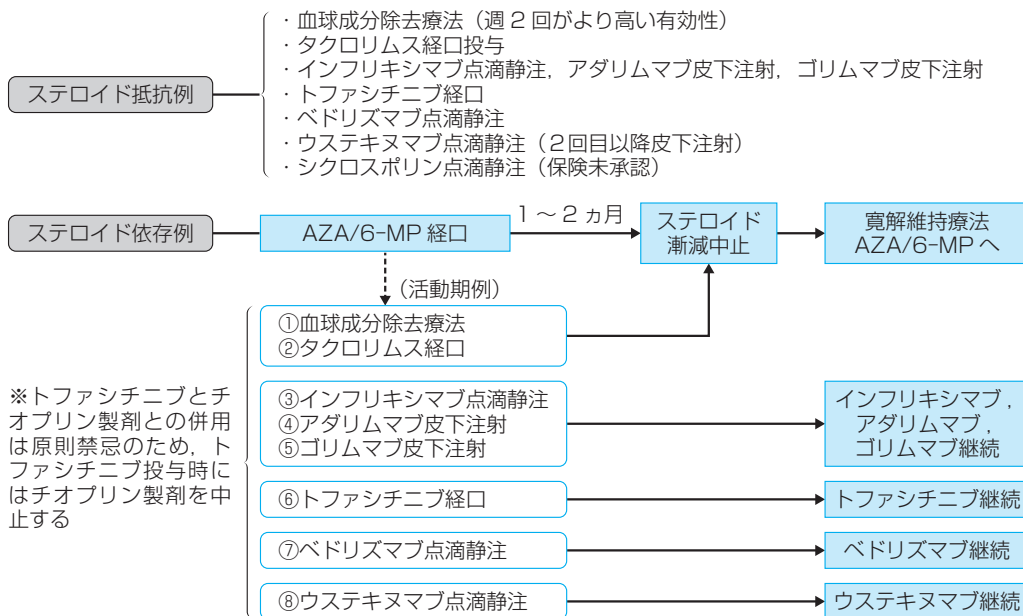 ・血球成分除去療法（週2回がより高い有効性）
・タクロリムス経口投与
・インフリキシマブ点滴静注，アダリムマブ皮下注射，ゴリムマブ皮下注射
ステロイド抵抗例
・トファシチニブ経口
・ベドリズマブ点滴静注
・ウステキヌマブ点滴静注（2回目以降皮下注射）
・シクロスポリン点滴静注（保険未承認）
ステロイド依存例
AZA/6-MP 経口
1～2ヵ月
ステロイド
漸減中止
寛解維持療法
AZA/6-MP へ
（活動期例）
①血球成分除去療法
②タクロリムス経口
※トファシチニブとチ
オプリン製剤との併用
は原則禁忌のため，ト
ファシチニブ投与時に
はチオプリン製剤を中
止する
③インフリキシマブ点滴静注
④アダリムマブ皮下注射
⑤ゴリムマブ皮下注射
インフリキシマブ，
アダリムマブ，
ゴリムマブ継続
⑥トファシチニブ経口
トファシチニブ継続
⑦ベドリズマブ点滴静注
ベドリズマブ継続
⑧ウステキヌマブ点滴静注
ウステキヌマブ継続